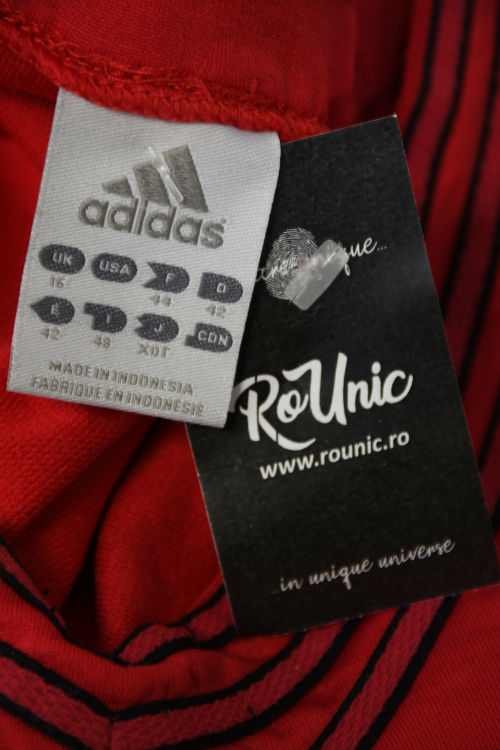 adidas
UK USA F D
16 44 42
E I J CDN
42 48 XOT
MADE IN INDONESIA
FABRIQUE EN INDONESIE
RoUnic
www.rounic.ro
...in unique universe